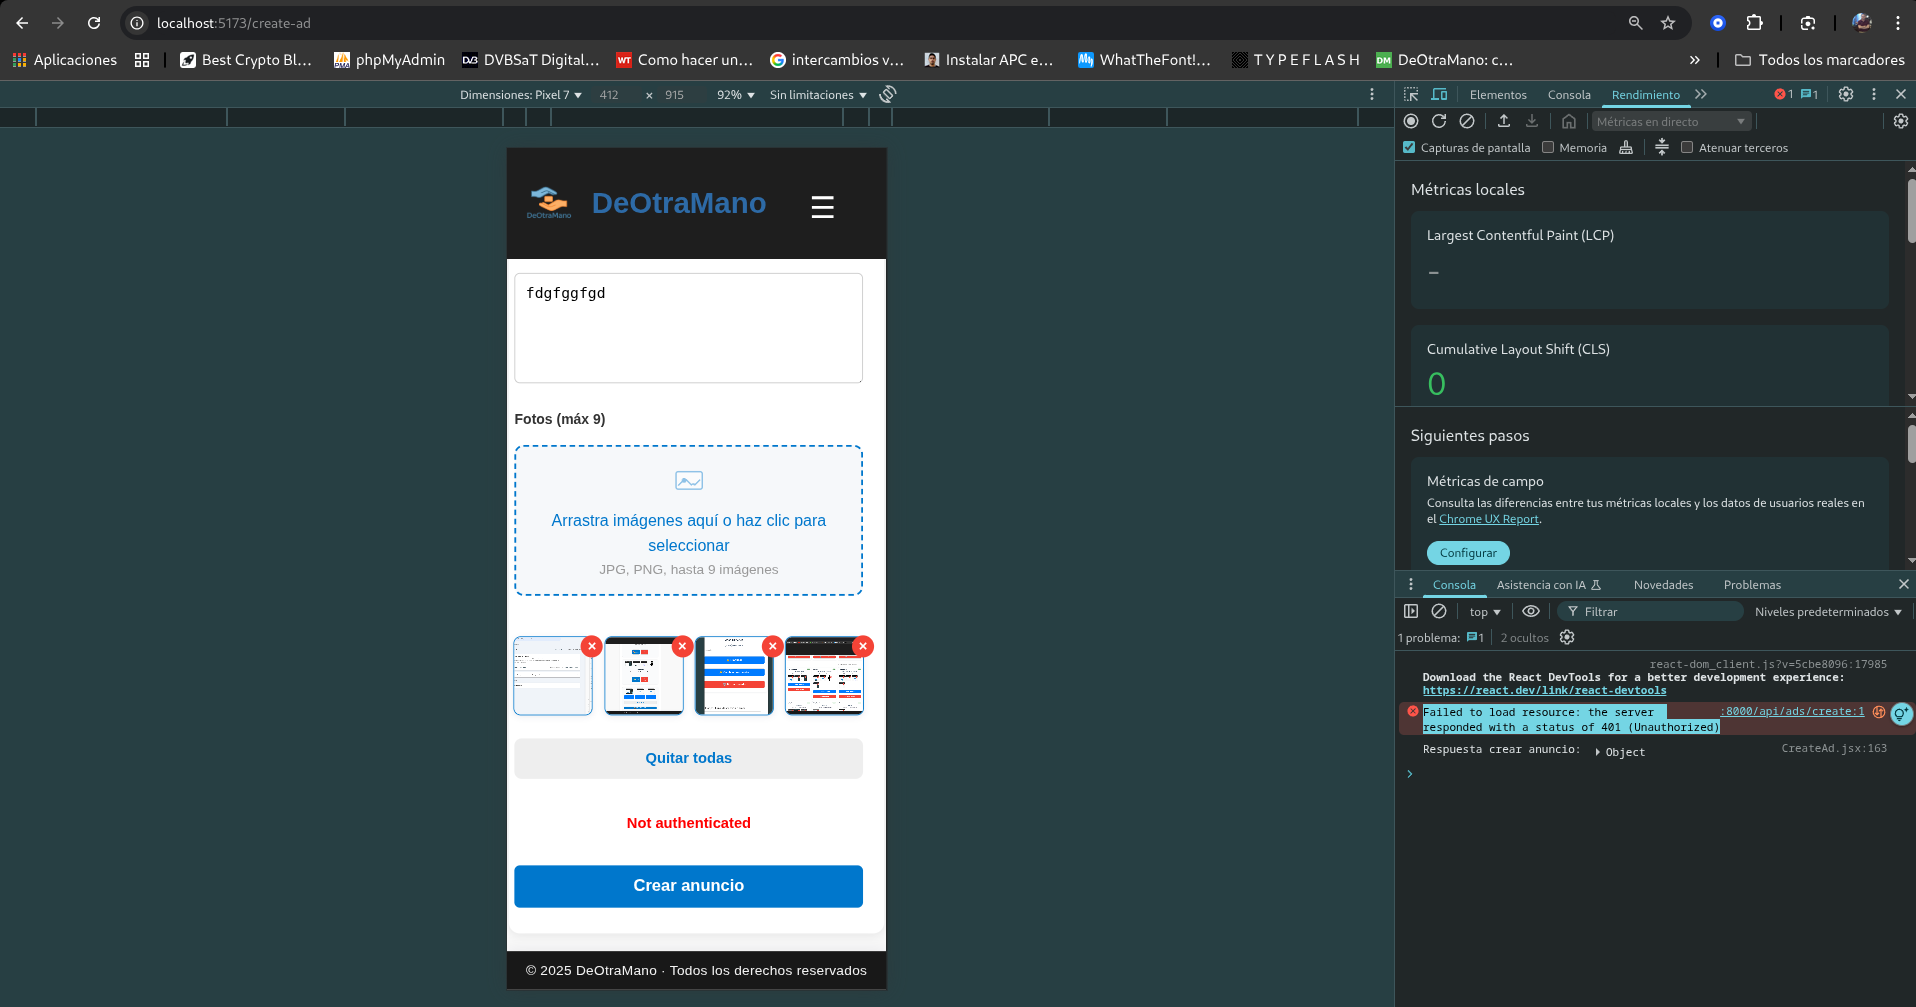 localhost:5173/create-ad
Aplicaciones
Best Crypto Bl...
phpMyAdmin
DVBSaT Digital...
Como hacer un...
intercambios v...
Instalar APC e...
WhatTheFont!...
T Y P E F L A S H
DeOtraMano: c...
»
Todos los marcadores
Dimensiones: Pixel 7
412
×
915
92%
Sin limitaciones
Elementos
Consola
Rendimiento
1
1
Métricas en directo
Capturas de pantalla
Memoria
Atenuar terceros
DeOtraMano
DeOtraMano
fdgfggfgd
Fotos (máx 9)
Arrastra imágenes aquí o haz clic para
seleccionar
JPG, PNG, hasta 9 imágenes
Quitar todas
Not authenticated
Crear anuncio
© 2025 DeOtraMano · Todos los derechos reservados
Métricas locales
Largest Contentful Paint (LCP)
-
Cumulative Layout Shift (CLS)
0
Siguientes pasos
Métricas de campo
Consulta las diferencias entre tus métricas locales y los datos de usuarios reales en
el Chrome UX Report.
Configurar
Consola
Asistencia con IA
Novedades
Problemas
top
Filtrar
Niveles predeterminados
1 problema:
1
2 ocultos
react-dom_client.js?v=5cbe8096:17985
Download the React DevTools for a better development experience:
https://react.dev/link/react-devtools
Failed to load resource: the server
:8000/api/ads/create:1
responded with a status of 401 (Unauthorized)
Respuesta crear anuncio:
Object
CreateAd.jsx:163